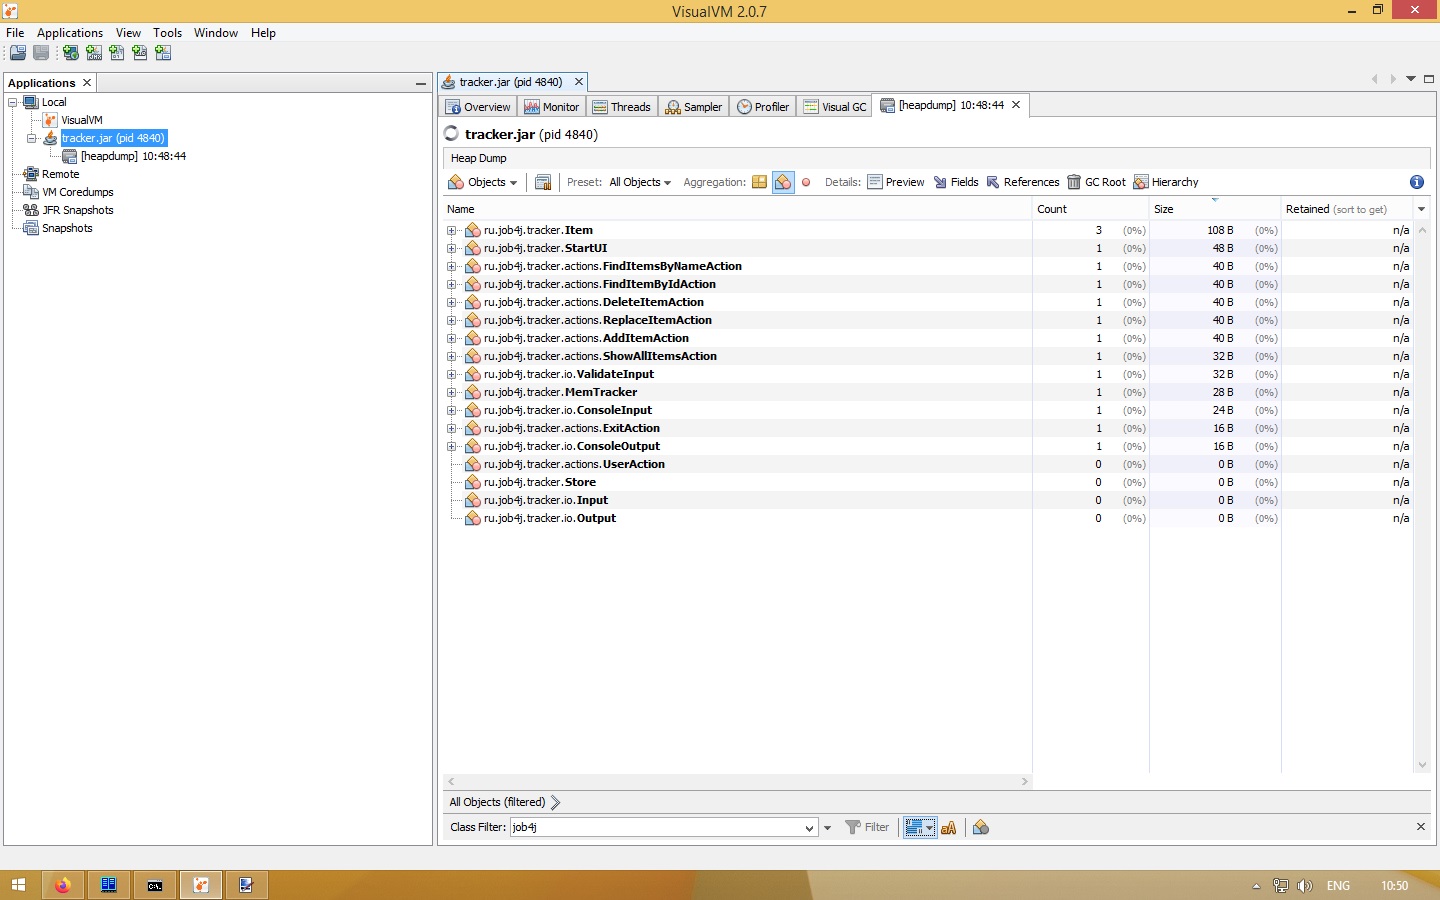 VisualVM 2.0.7
File Applications View Tools Window Help
Applications
Local
VisualVM
tracker.jar (pid 4840)
[heapdump] 10:48:44
Remote
VM Coredumps
JFR Snapshots
Snapshots
tracker.jar (pid 4840)
Overview Monitor Threads Sampler Profiler Visual GC [heapdump] 10:48:44
tracker.jar (pid 4840)
Heap Dump
Objects Preset: All Objects Aggregation: Details: Preview Fields References GC Root Hierarchy
Name Count Size Retained (sort to get)
ru.job4j.tracker.Item 3 (0%) 108 B (0%) n/a
ru.job4j.tracker.StartUI 1 (0%) 48 B (0%) n/a
ru.job4j.tracker.actions.FindItemsByNameAction 1 (0%) 40 B (0%) n/a
ru.job4j.tracker.actions.FindItemByIdAction 1 (0%) 40 B (0%) n/a
ru.job4j.tracker.actions.DeleteItemAction 1 (0%) 40 B (0%) n/a
ru.job4j.tracker.actions.ReplaceItemAction 1 (0%) 40 B (0%) n/a
ru.job4j.tracker.actions.AddItemAction 1 (0%) 40 B (0%) n/a
ru.job4j.tracker.actions.ShowAllItemsAction 1 (0%) 32 B (0%) n/a
ru.job4j.tracker.io.ValidateInput 1 (0%) 32 B (0%) n/a
ru.job4j.tracker.MemTracker 1 (0%) 28 B (0%) n/a
ru.job4j.tracker.io.ConsoleInput 1 (0%) 24 B (0%) n/a
ru.job4j.tracker.actions.ExitAction 1 (0%) 16 B (0%) n/a
ru.job4j.tracker.io.ConsoleOutput 1 (0%) 16 B (0%) n/a
ru.job4j.tracker.actions.UserAction 0 (0%) 0 B (0%) n/a
ru.job4j.tracker.Store 0 (0%) 0 B (0%) n/a
ru.job4j.tracker.io.Input 0 (0%) 0 B (0%) n/a
ru.job4j.tracker.io.Output 0 (0%) 0 B (0%) n/a
All Objects (filtered)
Class Filter: job4j Filter aA
ENG 10:50